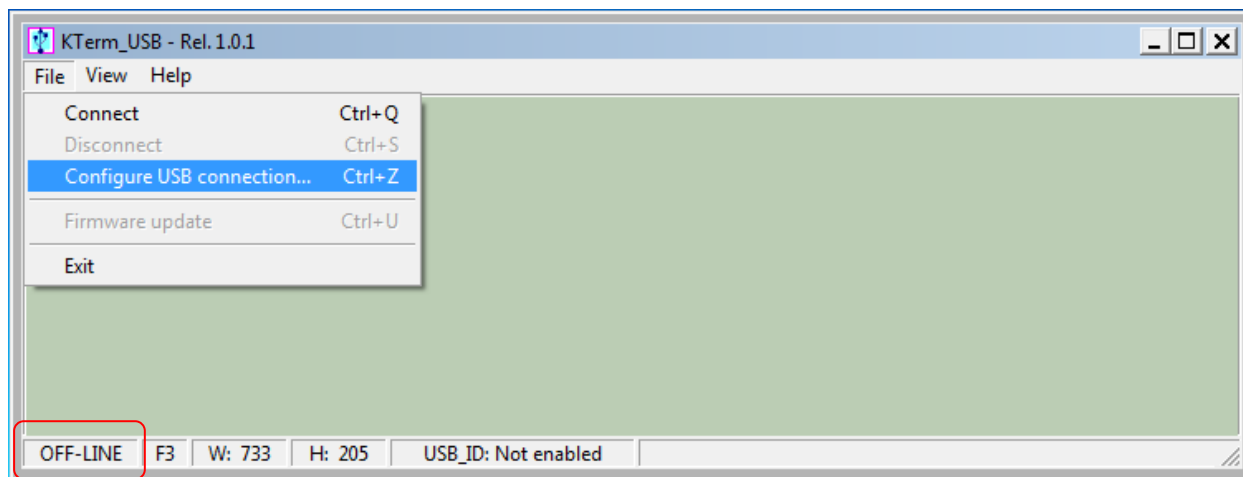 KTerm_USB - Rel. 1.0.1
File View Help
Connect Ctrl+Q
Disconnect Ctrl+S
Configure USB connection... Ctrl+Z
Firmware update Ctrl+U
Exit
OFF-LINE F3 W: 733 H: 205 USB_ID: Not enabled